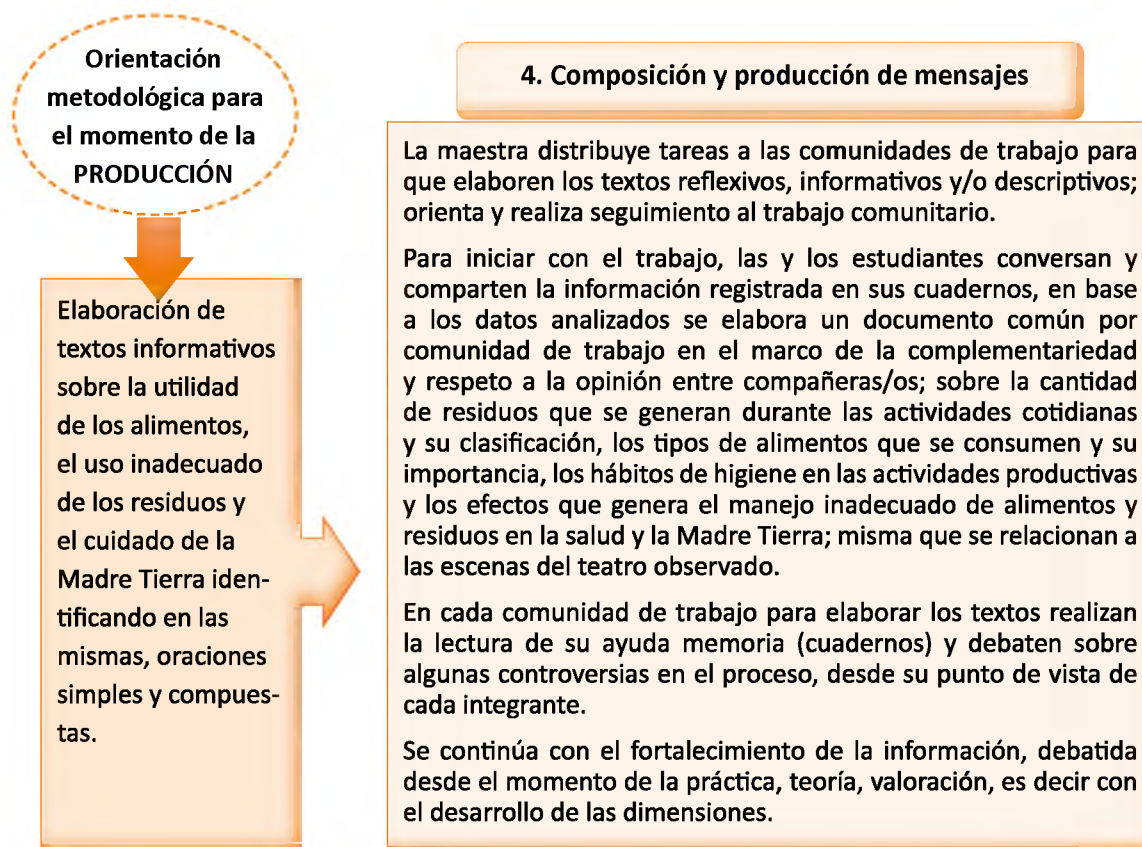 Orientación
metodológica para
el momento de la
PRODUCCIÓN
Elaboración de
textos informativos
sobre la utilidad
de los alimentos,
el uso inadecuado
de los residuos y
el cuidado de la
Madre Tierra iden-
tificando en las
mismas, oraciones
simples y compues-
tas.
4. Composición y producción de mensajes
La maestra distribuye tareas a las comunidades de trabajo para
que elaboren los textos reflexivos, informativos y/o descriptivos;
orienta y realiza seguimiento al trabajo comunitario.
Para iniciar con el trabajo, las y los estudiantes conversan y
comparten la información registrada en sus cuadernos, en base
a los datos analizados se elabora un documento común por
comunidad de trabajo en el marco de la complementariedad
y respeto a la opinión entre compañeras/os; sobre la cantidad
de residuos que se generan durante las actividades cotidianas
y su clasificación, los tipos de alimentos que se consumen y su
importancia, los hábitos de higiene en las actividades productivas
y los efectos que genera el manejo inadecuado de alimentos y
residuos en la salud y la Madre Tierra; misma que se relacionan a
las escenas del teatro observado.
En cada comunidad de trabajo para elaborar los textos realizan
la lectura de su ayuda memoria (cuadernos) y debaten sobre
algunas controversias en el proceso, desde su punto de vista de
cada integrante.
Se continúa con el fortalecimiento de la información, debatida
desde el momento de la práctica, teoría, valoración, es decir con
el desarrollo de las dimensiones.